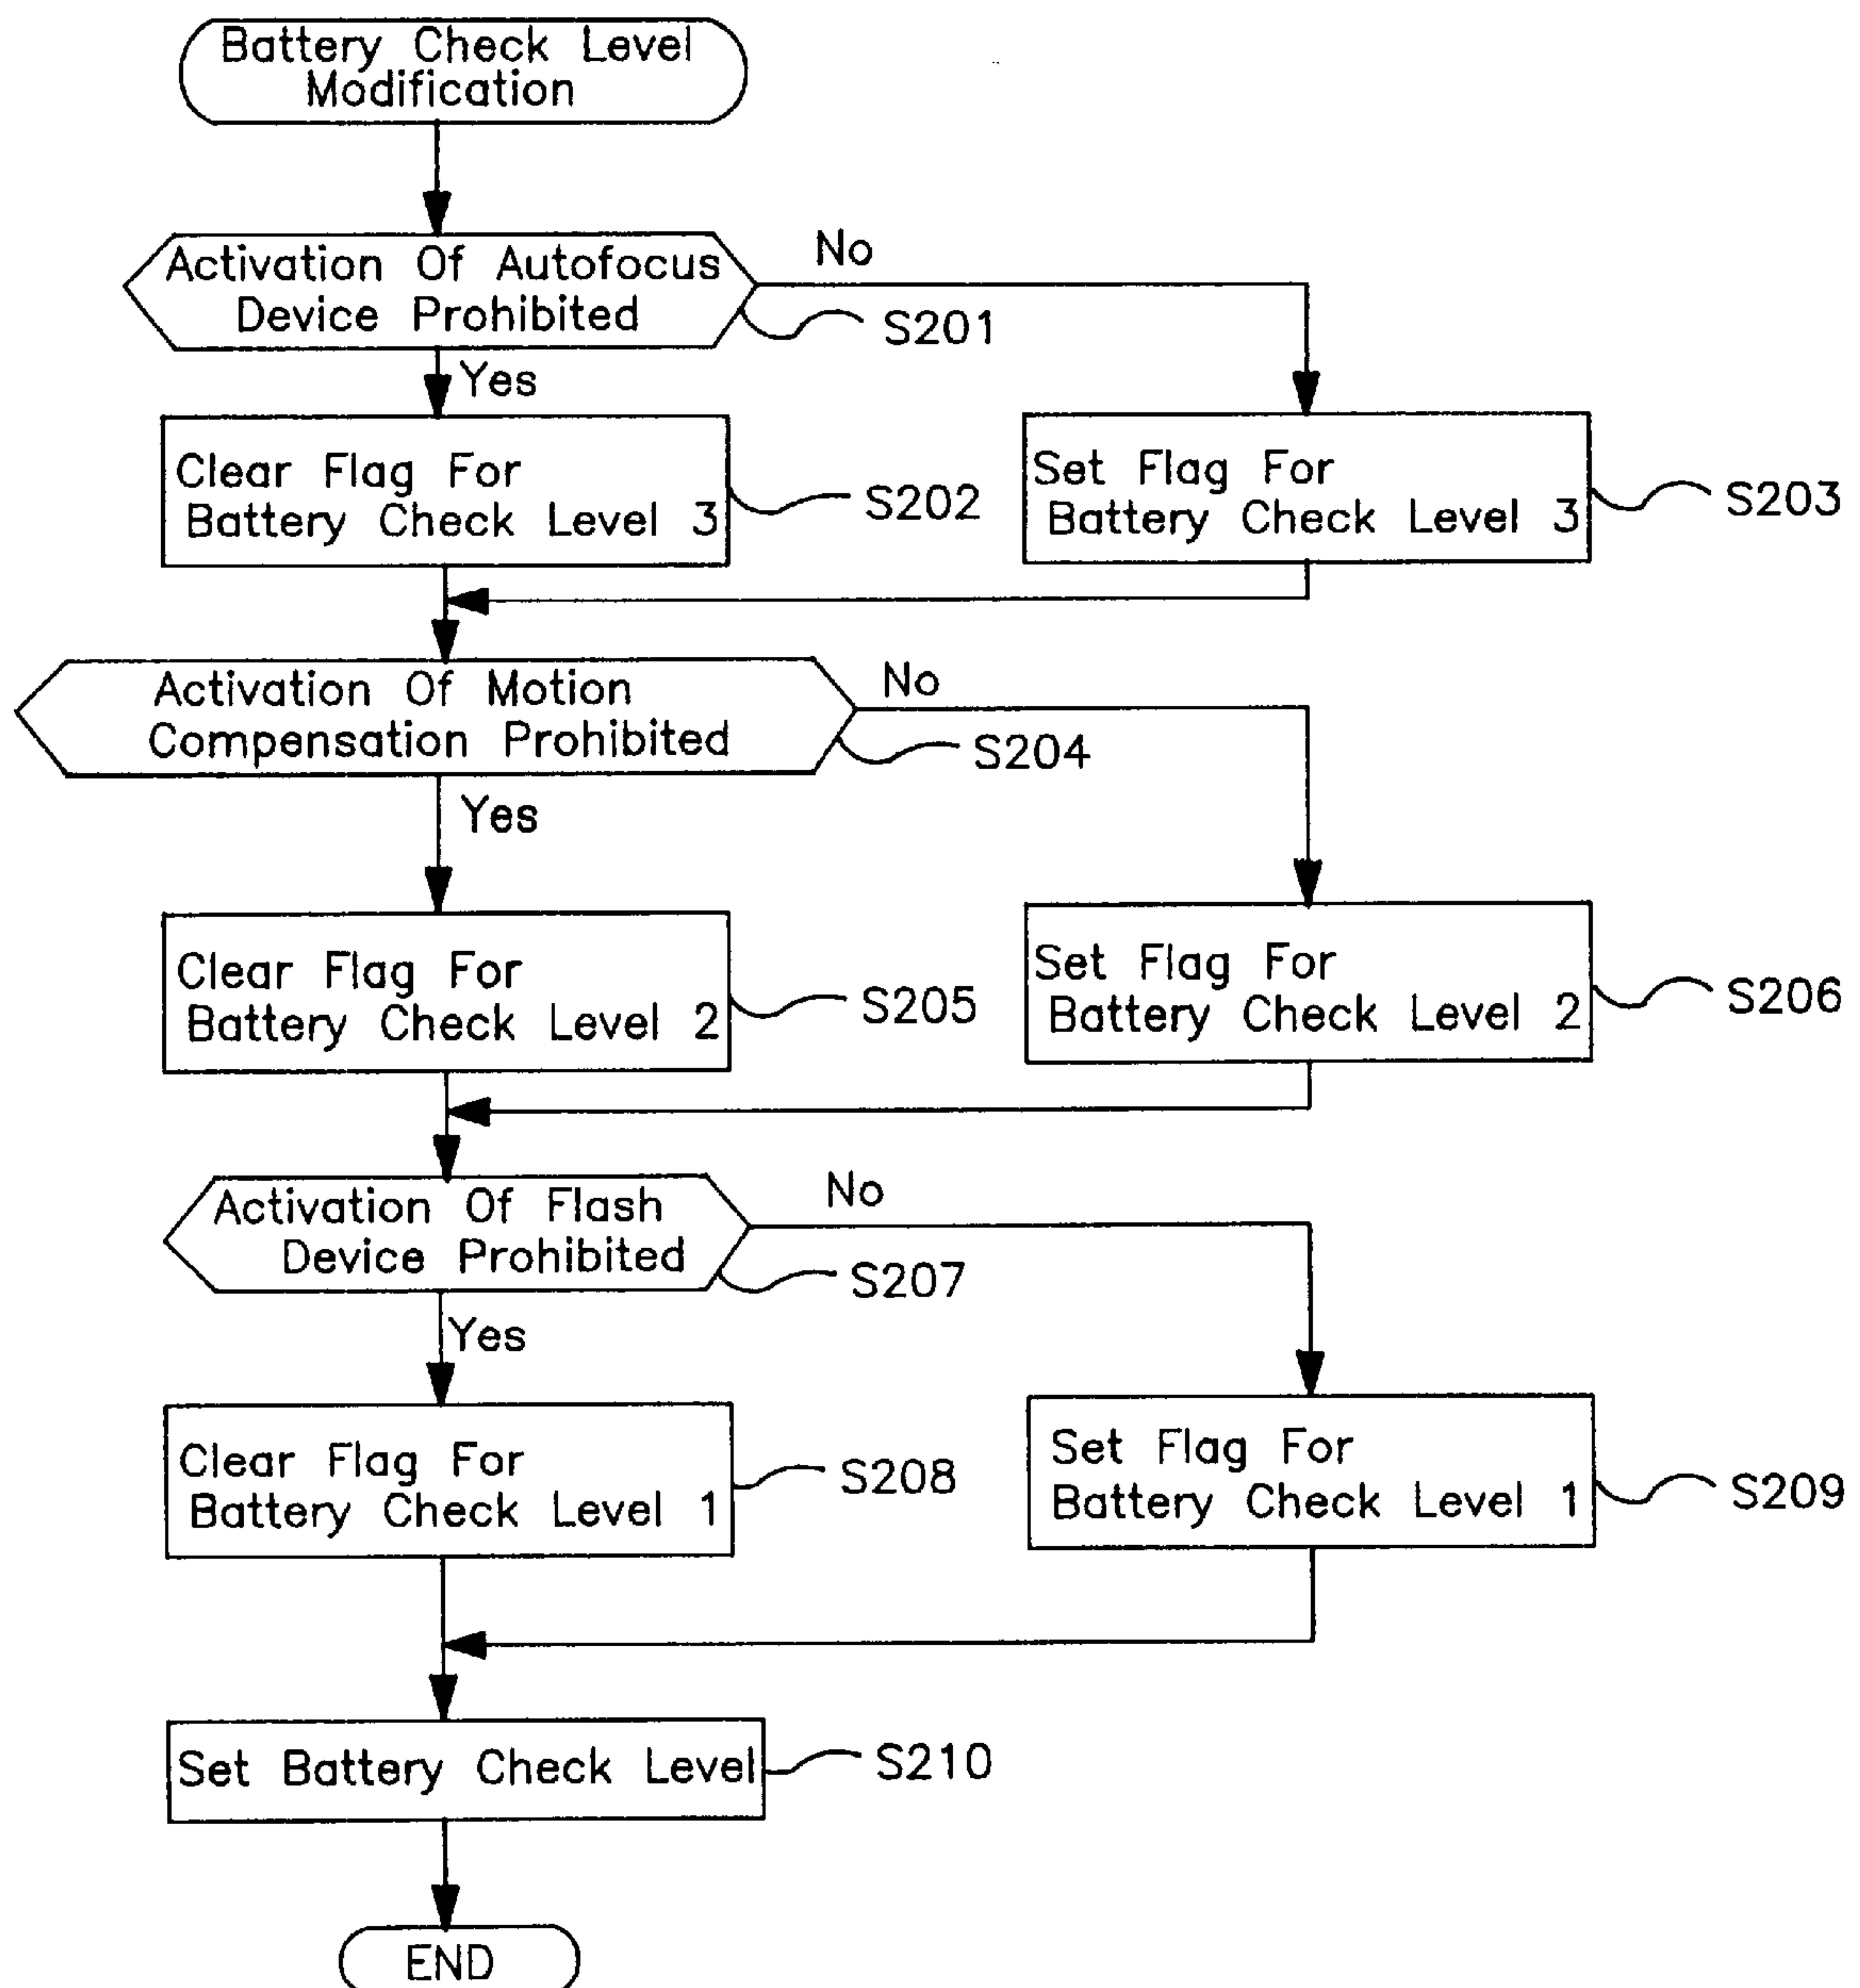 Battery Check Level
Modification
Activation Of Autofocus
Device Prohibited
No
S201
Yes
Clear Flag For
Battery Check Level 3
S202
Set Flag For
Battery Check Level 3
S203
Activation Of Motion
Compensation Prohibited
No
S204
Yes
Clear Flag For
Battery Check Level 2
S205
Set Flag For
Battery Check Level 2
S206
Activation Of Flash
Device Prohibited
No
S207
Yes
Clear Flag For
Battery Check Level 1
S208
Set Flag For
Battery Check Level 1
S209
Set Battery Check Level
S210
END